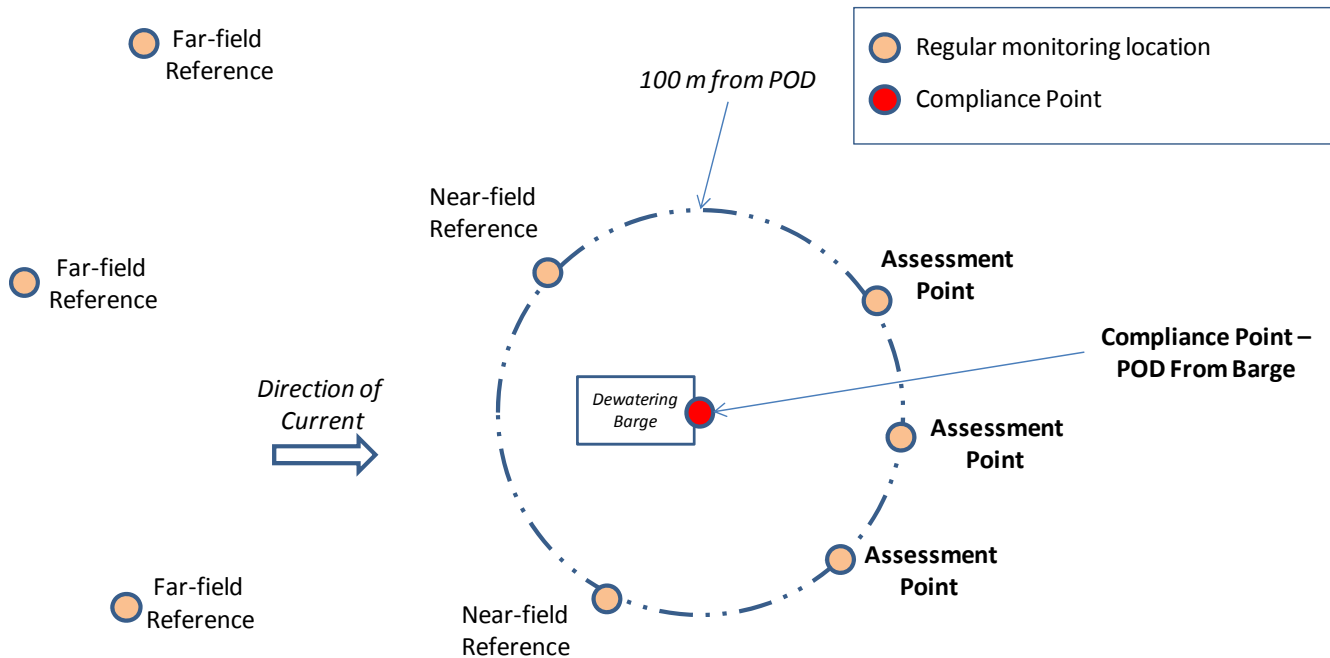 Far-field
Reference
Regular monitoring location
100 m from POD
Compliance Point
Near-field
Reference
Far-field
Reference
Assessment
Point
Compliance Point –
POD From Barge
Direction of
Current
Dewatering
Barge
Assessment
Point
Assessment
Point
Far-field
Reference
Near-field
Reference